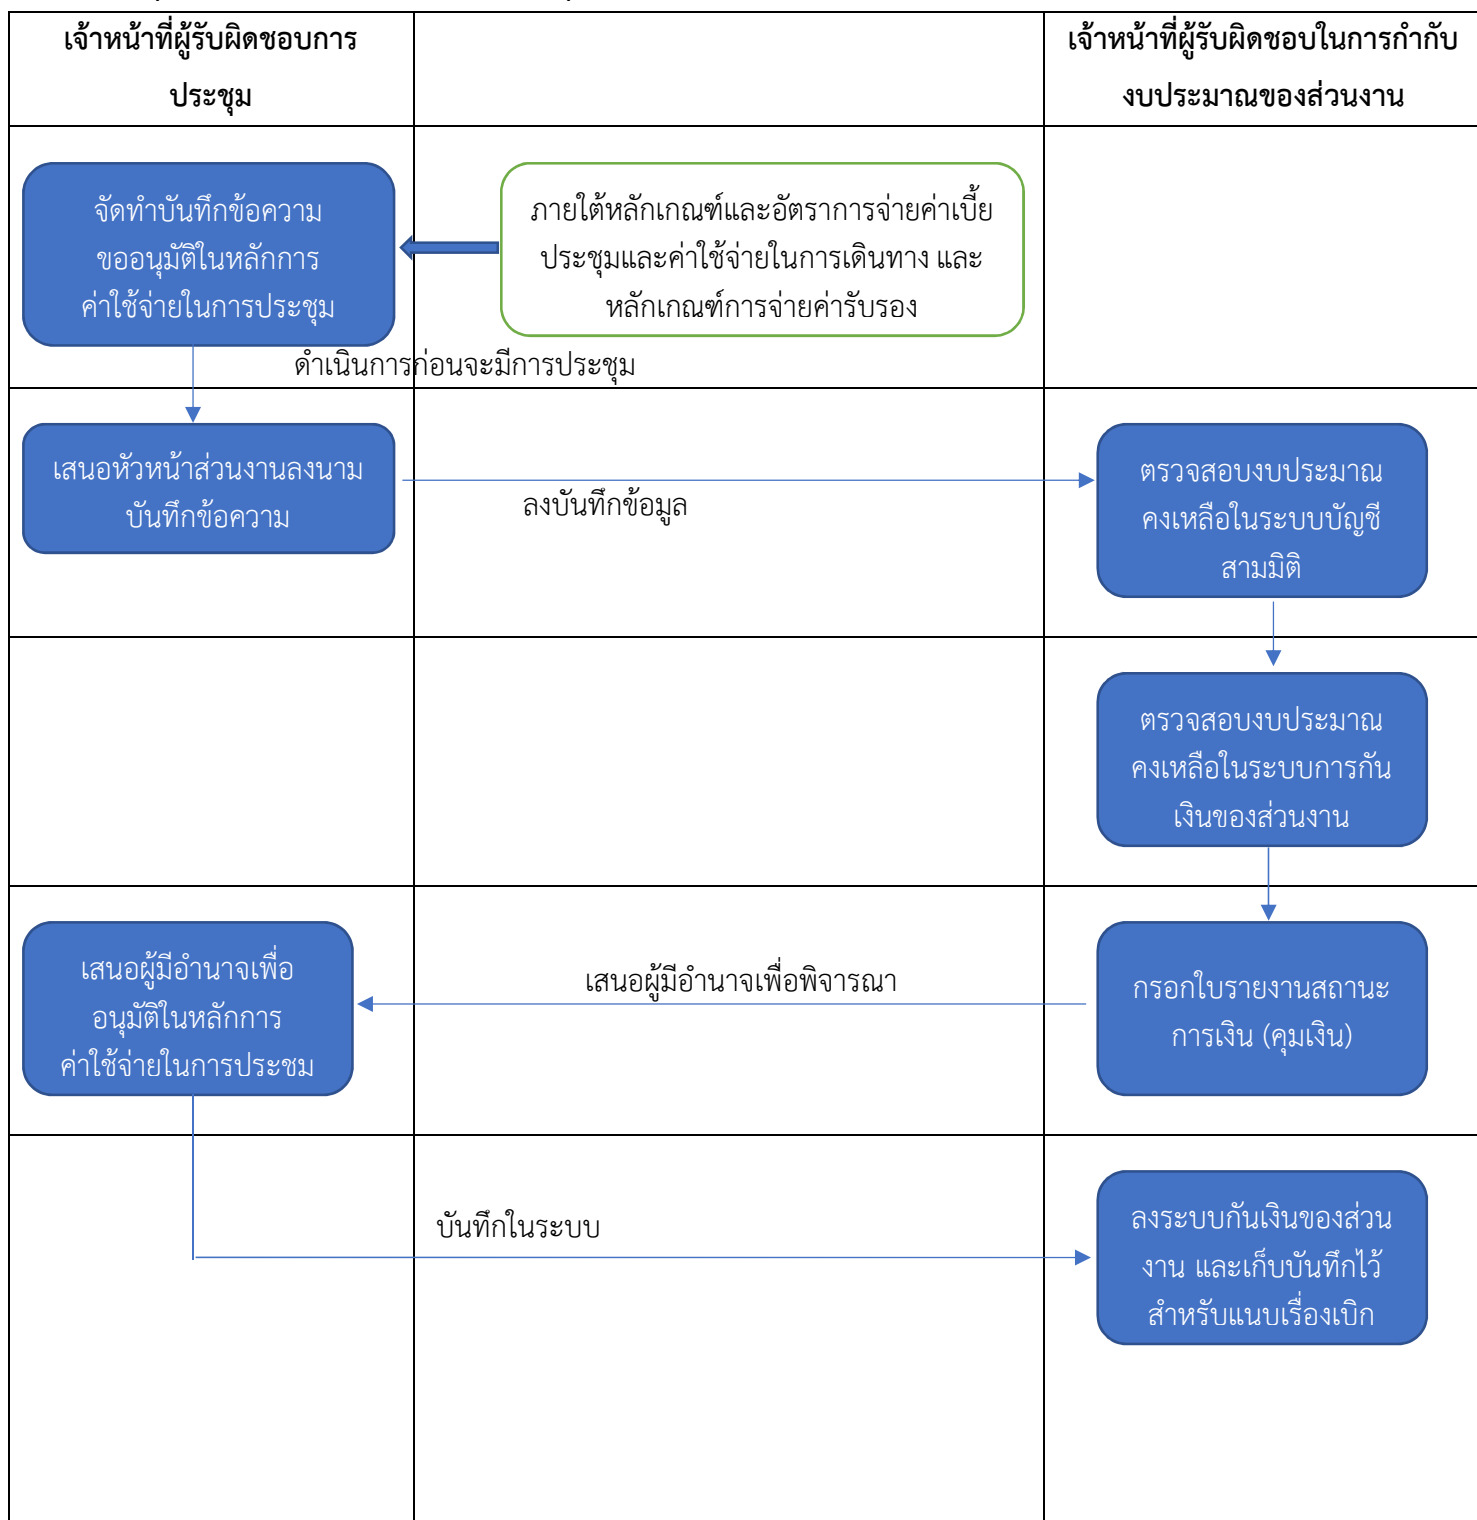 เจ้าหน้าที่ผู้รับผิดชอบการ
ประชุม
เจ้าหน้าที่ผู้รับผิดชอบในการกำกับ
งบประมาณของส่วนงาน
จัดทำบันทึกข้อความ
ขออนุมัติในหลักการ
ค่าใช้จ่ายในการประชุม
ภายใต้หลักเกณฑ์และอัตราการจ่ายค่าเบี้ย
ประชุมและค่าใช้จ่ายในการเดินทาง และ
หลักเกณฑ์การจ่ายค่ารับรอง
ดำเนินการก่อนจะมีการประชุม
เสนอหัวหน้าส่วนงานลงนาม
บันทึกข้อความ
ลงบันทึกข้อมูล
ตรวจสอบงบประมาณ
คงเหลือในระบบบัญชี
สามมิติ
ตรวจสอบงบประมาณ
คงเหลือในระบบการกัน
เงินของส่วนงาน
เสนอผู้มีอำนาจเพื่อ
อนุมัติในหลักการ
ค่าใช้จ่ายในการประชม
เสนอผู้มีอำนาจเพื่อพิจารณา
กรอกใบรายงานสถานะ
การเงิน (คุมเงิน)
บันทึกในระบบ
ลงระบบกันเงินของส่วน
งาน และเก็บบันทึกไว้
สำหรับแนบเรื่องเบิก